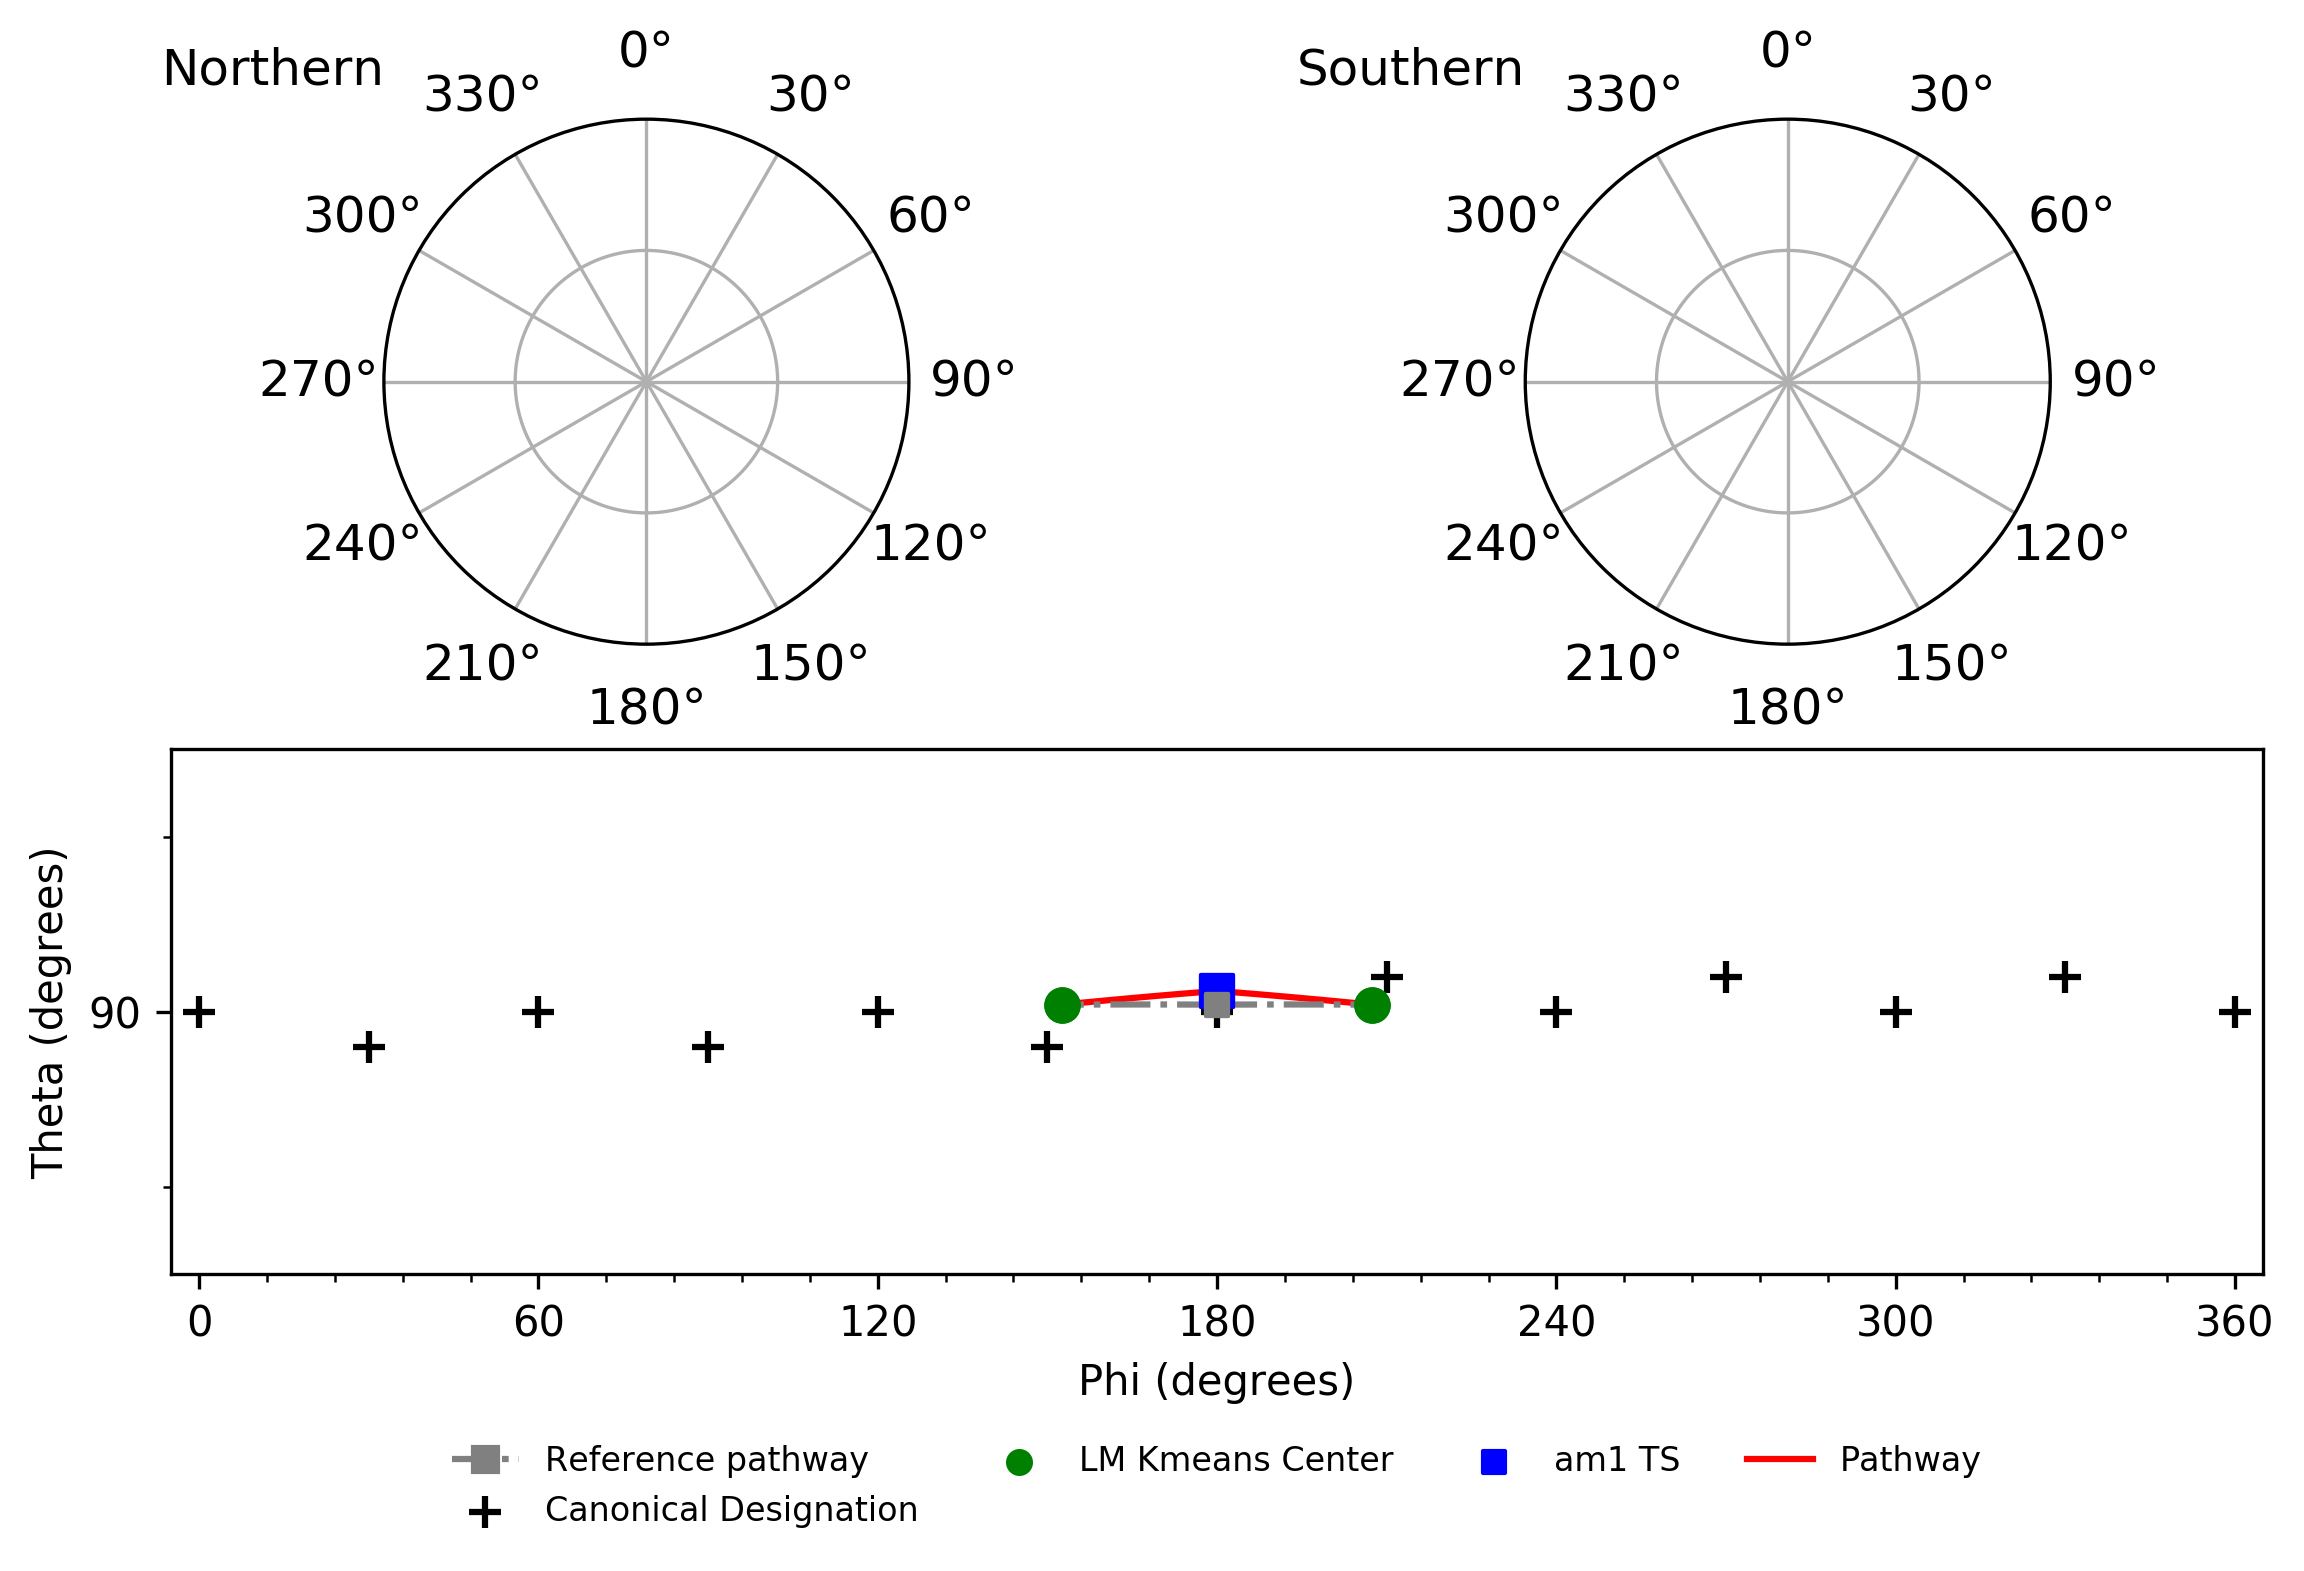 Northern
0°
330°
30°
300°
60°
270°
90°
240°
120°
210°
150°
180°
Southern
0°
330°
30°
300°
60°
270°
90°
240°
120°
210°
150°
180°
Theta (degrees)
90
0 60 120 180 240 300 360
Phi (degrees)
Reference pathway
Canonical Designation
LM Kmeans Center
am1 TS
Pathway